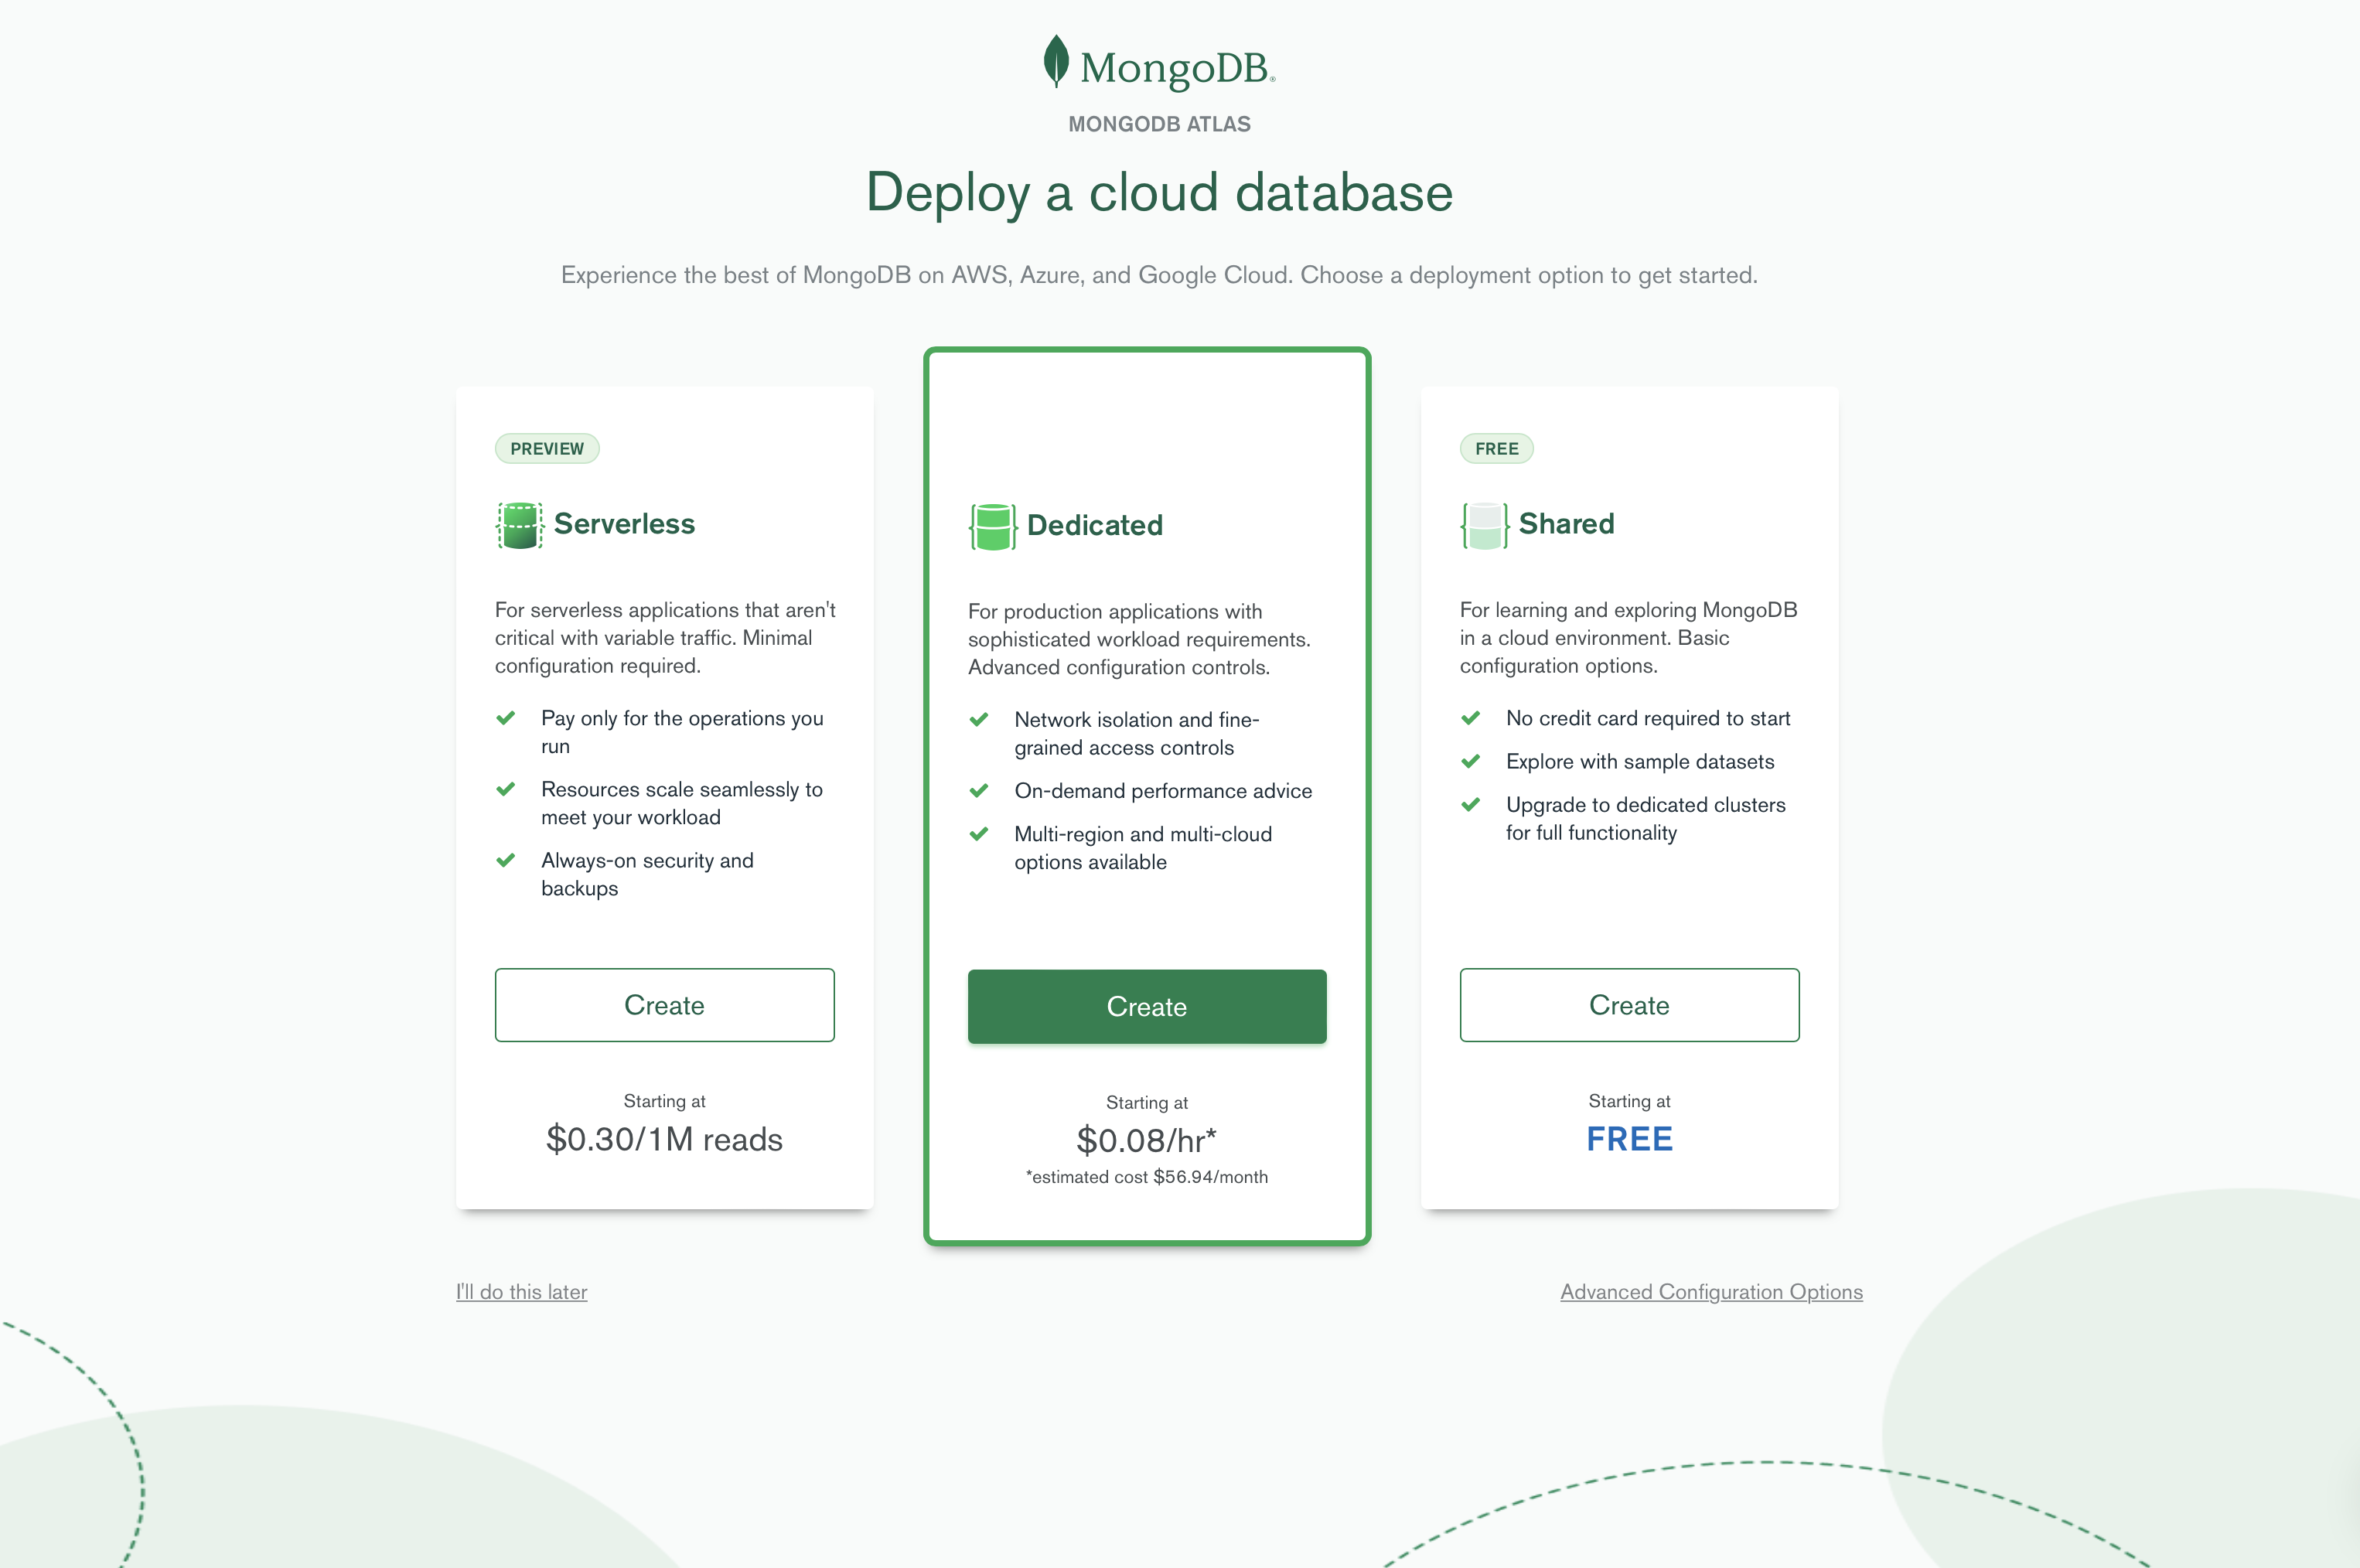 MongoDB®
MONGODB ATLAS
Deploy a cloud database
Experience the best of MongoDB on AWS, Azure, and Google Cloud. Choose a deployment option to get started.
PREVIEW
Serverless
For serverless applications that aren't
critical with variable traffic. Minimal
configuration required.
Pay only for the operations you
run
Resources scale seamlessly to
meet your workload
Always-on security and
backups
Create
Starting at
$0.30/1M reads
Dedicated
For production applications with
sophisticated workload requirements.
Advanced configuration controls.
Network isolation and fine-
grained access controls
On-demand performance advice
Multi-region and multi-cloud
options available
Create
Starting at
$0.08/hr*
*estimated cost $56.94/month
FREE
Shared
For learning and exploring MongoDB
in a cloud environment. Basic
configuration options.
No credit card required to start
Explore with sample datasets
Upgrade to dedicated clusters
for full functionality
Create
Starting at
FREE
I'll do this later
Advanced Configuration Options